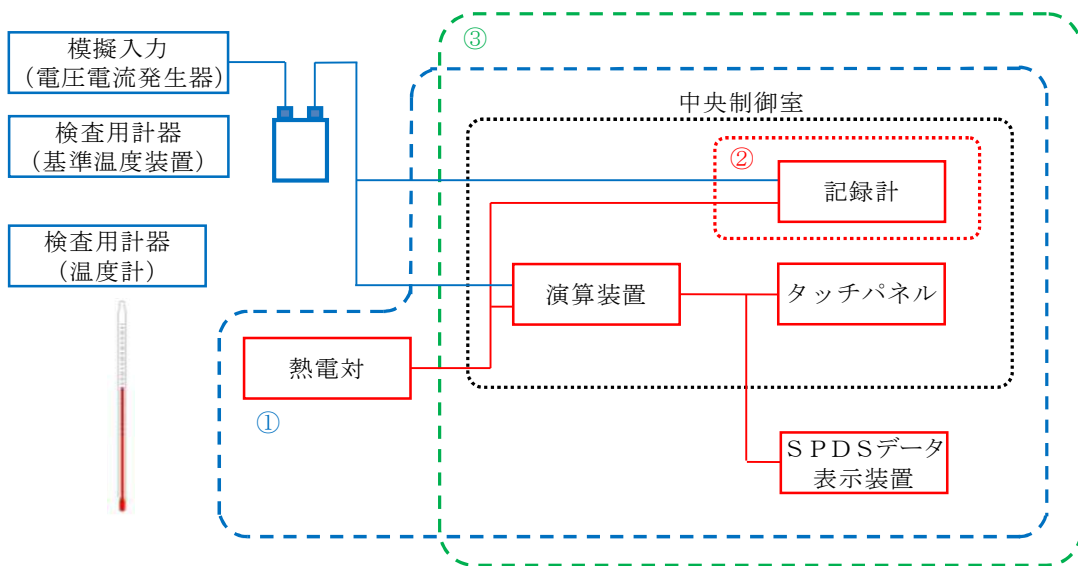 模擬入力
(電圧電流発生器)
検査用計器
(基準温度装置)
検査用計器
(温度計)
③
中央制御室
②
記録計
演算装置
タッチパネル
熱電対
①
ＳＰＤＳデータ
表示装置